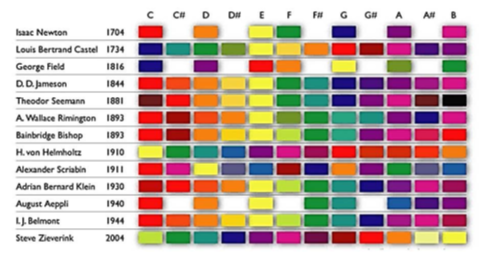 C C# D D# E F F# G G# A A# B
Isaac Newton 1704
Louis Bertrand Castel 1734
George Field 1816
D. D. Jameson 1844
Theodor Seemann 1881
A. Wallace Rimington 1893
Bainbridge Bishop 1893
H. von Helmholtz 1910
Alexander Scriabin 1911
Adrian Bernard Klein 1930
August Aeppli 1940
I. J. Belmont 1944
Steve Zieverink 2004